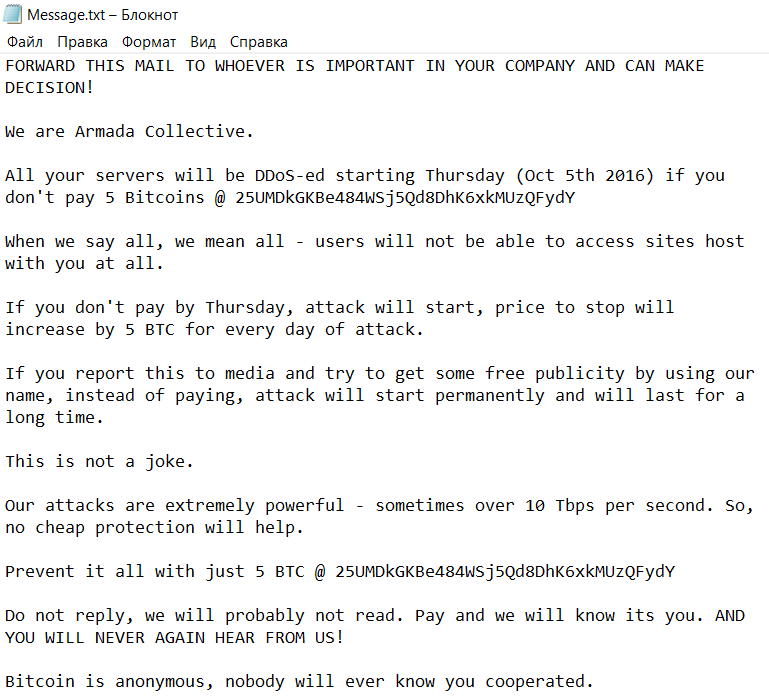 Message.txt – Блокнот
Файл Правка Формат Вид Справка
FORWARD THIS MAIL TO WHOEVER IS IMPORTANT IN YOUR COMPANY AND CAN MAKE
DECISION!
We are Armada Collective.
All your servers will be DDoS-ed starting Thursday (Oct 5th 2016) if you
don't pay 5 Bitcoins @ 25UMDkGKBe484WSj5Qd8DhK6xkMUzQFydY
When we say all, we mean all - users will not be able to access sites host
with you at all.
If you don't pay by Thursday, attack will start, price to stop will
increase by 5 BTC for every day of attack.
If you report this to media and try to get some free publicity by using our
name, instead of paying, attack will start permanently and will last for a
long time.
This is not a joke.
Our attacks are extremely powerful - sometimes over 10 Tbps per second. So,
no cheap protection will help.
Prevent it all with just 5 BTC @ 25UMDkGKBe484WSj5Qd8DhK6xkMUzQFydY
Do not reply, we will probably not read. Pay and we will know its you. AND
YOU WILL NEVER AGAIN HEAR FROM US!
Bitcoin is anonymous, nobody will ever know you cooperated.